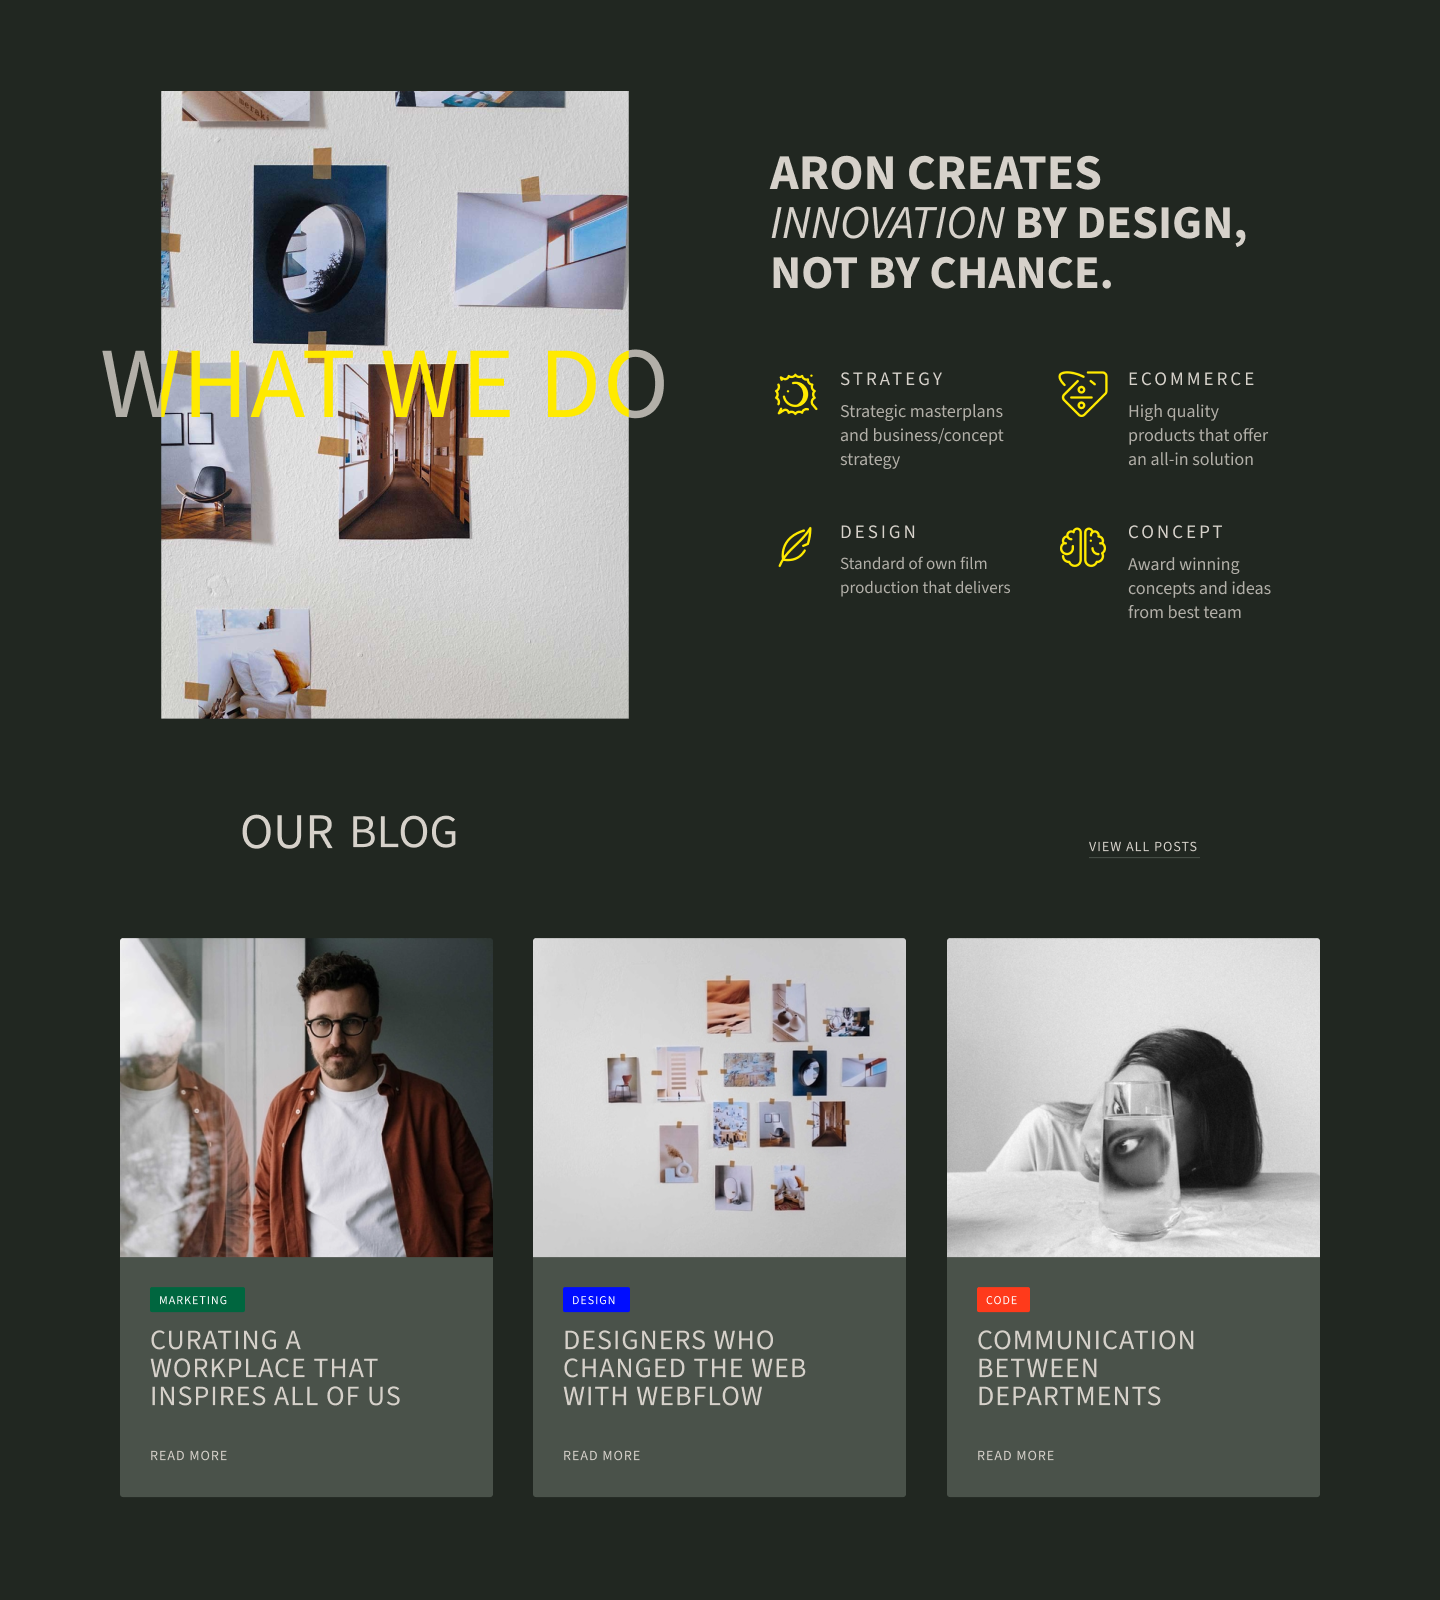 WHAT WE DO
ARON CREATES
INNOVATION BY DESIGN,
NOT BY CHANCE.
STRATEGY
Strategic masterplans
and business/concept
strategy
ECOMMERCE
High quality
products that offer
an all-in solution
DESIGN
Standard of own film
production that delivers
CONCEPT
Award winning
concepts and ideas
from best team
OUR BLOG
VIEW ALL POSTS
MARKETING
CURATING A
WORKPLACE THAT
INSPIRES ALL OF US
READ MORE
DESIGN
DESIGNERS WHO
CHANGED THE WEB
WITH WEBFLOW
READ MORE
CODE
COMMUNICATION
BETWEEN
DEPARTMENTS
READ MORE